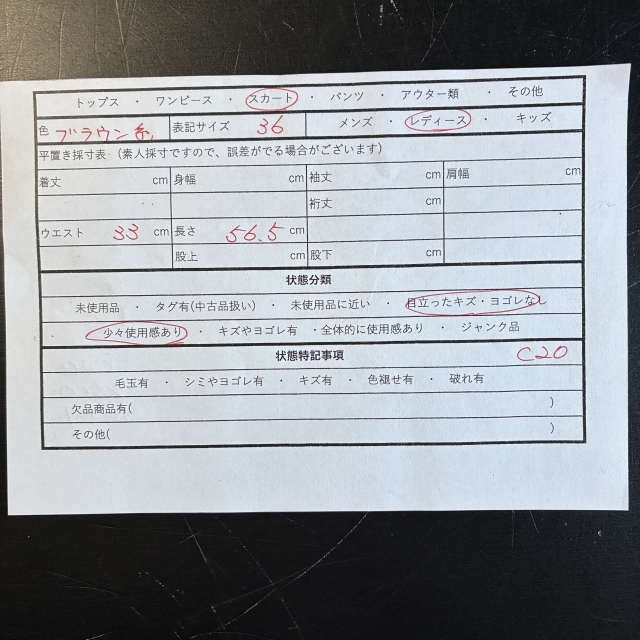 トップス ・ ワンピース ・ スカート ・ パンツ ・ アウター類 ・ その他
色 ブラウン系 表記サイズ 36 メンズ ・ レディース ・ キッズ
平置き採寸表 (素人採寸ですので、誤差がでる場合がございます)
着丈 cm 身幅 cm 袖丈 cm 肩幅 cm
裄丈 cm
ウエスト 33 cm 長さ 56.5 cm
股上 cm 股下 cm
状態分類
未使用品 ・ タグ有(中古品扱い) ・ 未使用品に近い ・ 目立ったキズ・ヨゴレなし
少々使用感あり ・ キズやヨゴレ有 ・全体的に使用感あり ・ ジャンク品
状態特記事項 C20
毛玉有 ・ シミやヨゴレ有 ・ キズ有 ・ 色褪せ有 ・ 破れ有
欠品商品有( )
その他( )